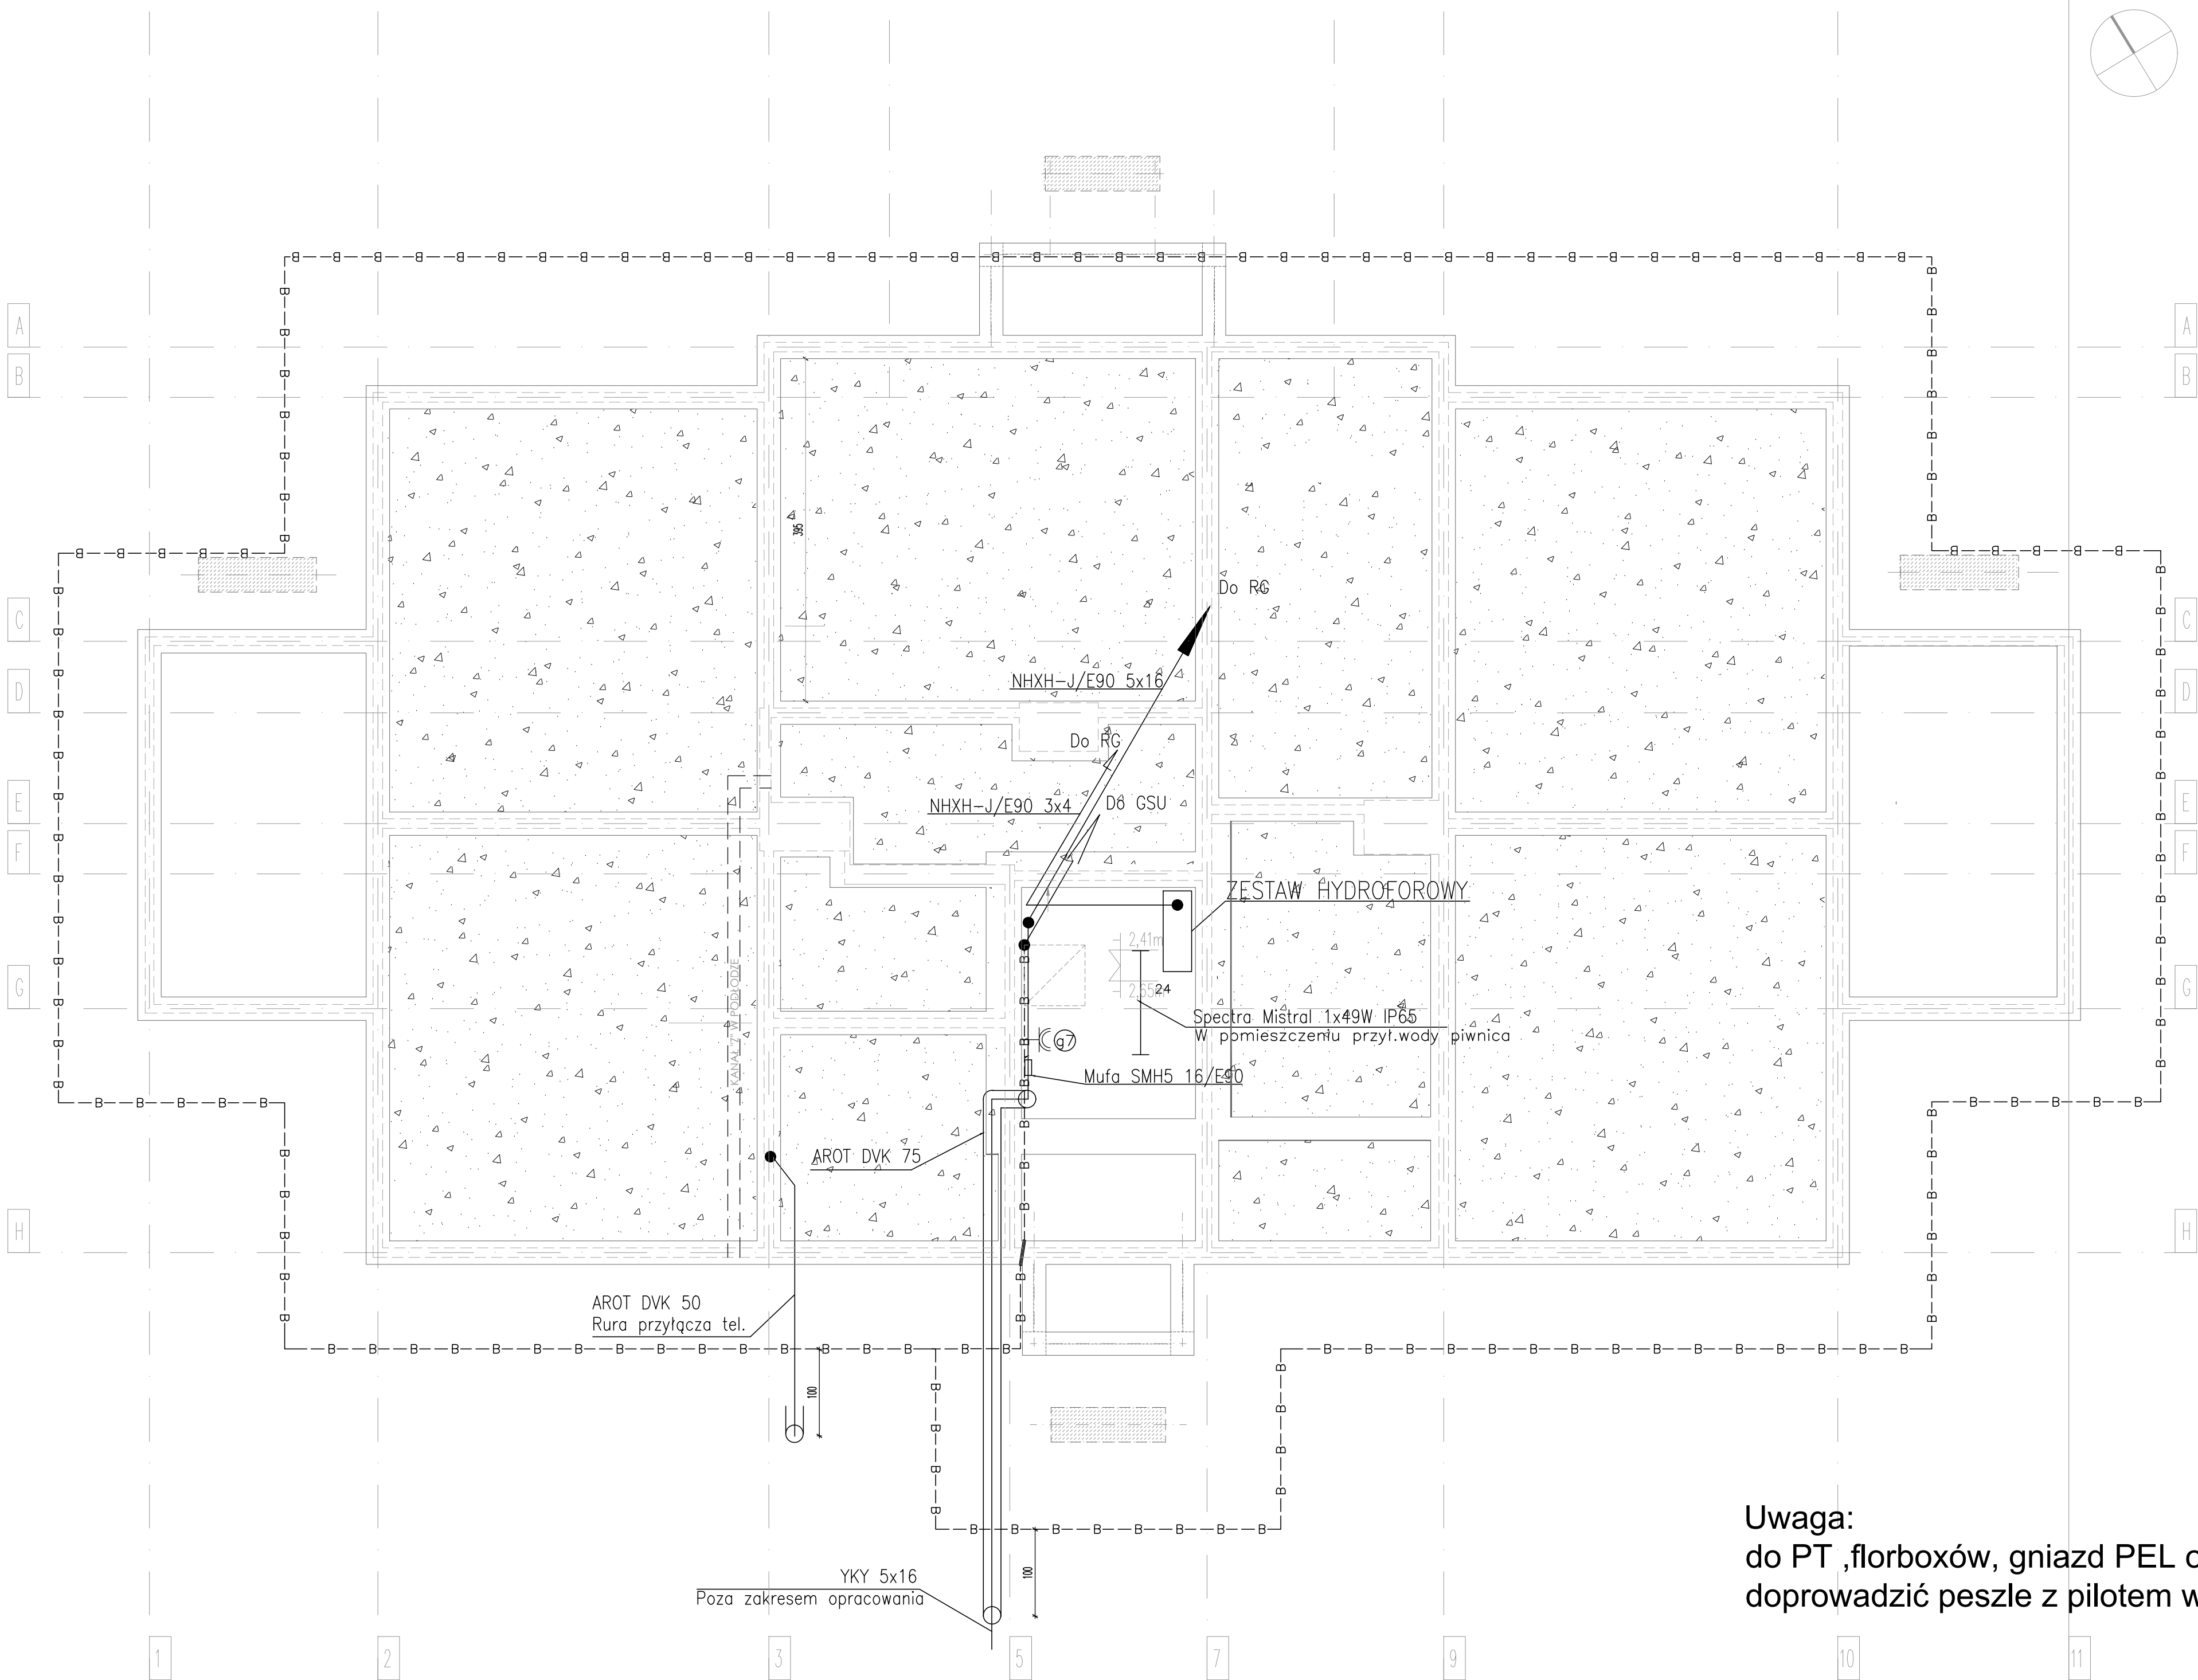 A
A
B
B
395
C
C
Do RG
D
D
NHXH-J/E90 5x16
Do RG
E
E
NHXH-J/E90 3x4
Do GSU
F
F
ZESTAW HYDROFOROWY
2,41m
G
G
KANAŁ "Z" W PODŁODZE
2,65m
24
Spectra Mistral 1x49W IP65
W pomieszczeniu przył.wody piwnica
g7
Mufa SMH5 16/E90
AROT DVK 75
H
H
AROT DVK 50
Rura przyłącza tel.
100
Uwaga:
do PT ,florboxów, gniazd PEL
doprowadzić peszle z pilotem
YKY 5x16
Poza zakresem opracowania
100
1
2
3
5
7
9
10
11